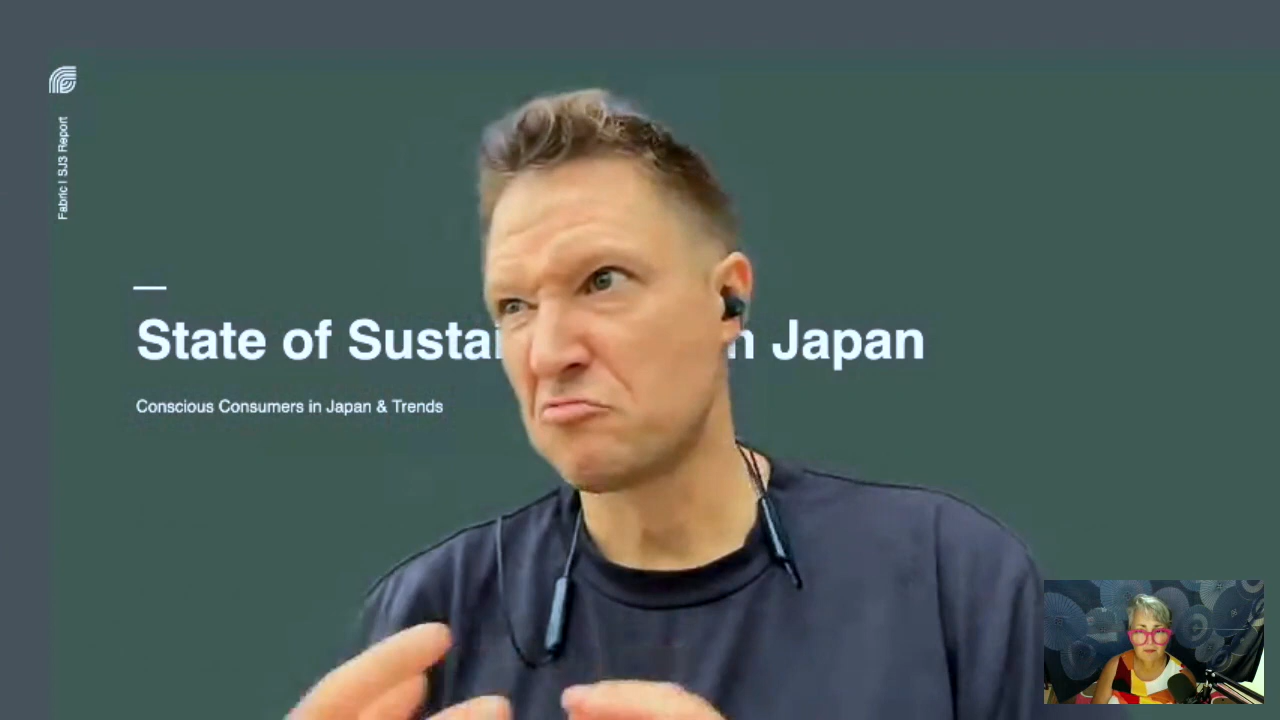 Fabric | SJ3 Report
State of Sustai n Japan
Conscious Consumers in Japan & Trends